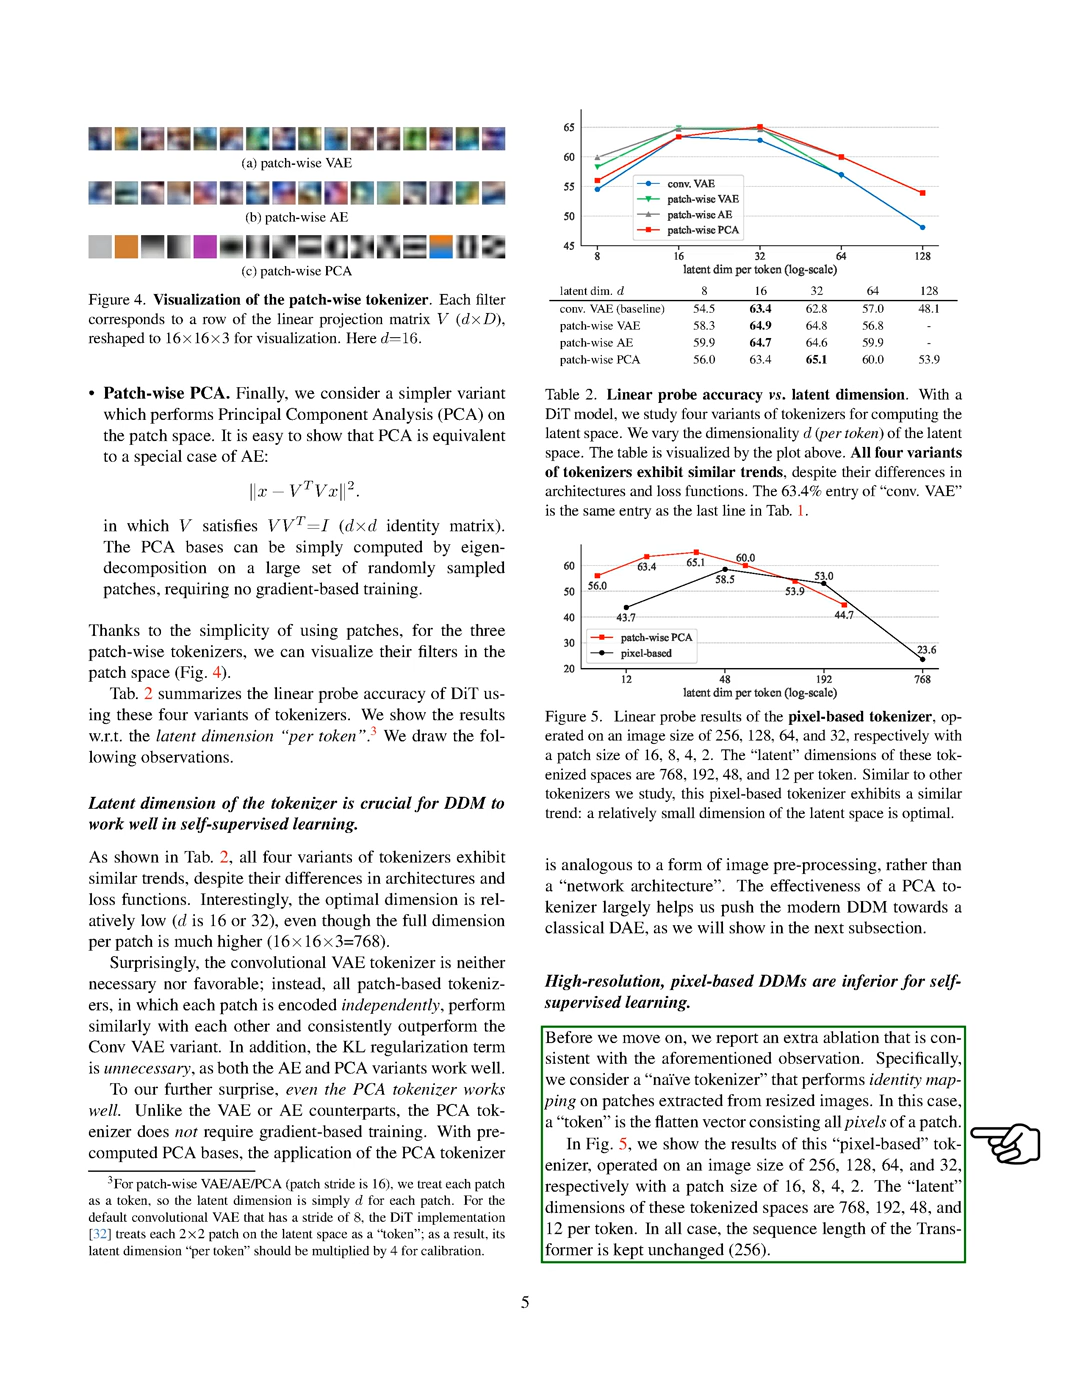 (a) patch-wise VAE
(b) patch-wise AE
(c) patch-wise PCA
Figure 4. Visualization of the patch-wise tokenizer. Each filter
corresponds to a row of the linear projection matrix V (d×D),
reshaped to 16×16×3 for visualization. Here d=16.
• Patch-wise PCA. Finally, we consider a simpler variant
which performs Principal Component Analysis (PCA) on
the patch space. It is easy to show that PCA is equivalent
to a special case of AE:
‖x − VᵀVx‖².
in which V satisfies VVᵀ=I (d×d identity matrix).
The PCA bases can be simply computed by eigen-
decomposition on a large set of randomly sampled
patches, requiring no gradient-based training.
Thanks to the simplicity of using patches, for the three
patch-wise tokenizers, we can visualize their filters in the
patch space (Fig. 4).
Tab. 2 summarizes the linear probe accuracy of DiT us-
ing these four variants of tokenizers. We show the results
w.r.t. the latent dimension “per token”.³ We draw the fol-
lowing observations.
Latent dimension of the tokenizer is crucial for DDM to
work well in self-supervised learning.
As shown in Tab. 2, all four variants of tokenizers exhibit
similar trends, despite their differences in architectures and
loss functions. Interestingly, the optimal dimension is rel-
atively low (d is 16 or 32), even though the full dimension
per patch is much higher (16×16×3=768).
Surprisingly, the convolutional VAE tokenizer is neither
necessary nor favorable; instead, all patch-based tokeniz-
ers, in which each patch is encoded independently, perform
similarly with each other and consistently outperform the
Conv VAE variant. In addition, the KL regularization term
is unnecessary, as both the AE and PCA variants work well.
To our further surprise, even the PCA tokenizer works
well. Unlike the VAE or AE counterparts, the PCA tok-
enizer does not require gradient-based training. With pre-
computed PCA bases, the application of the PCA tokenizer
³For patch-wise VAE/AE/PCA (patch stride is 16), we treat each patch
as a token, so the latent dimension is simply d for each patch. For the
default convolutional VAE that has a stride of 8, the DiT implementation
[32] treats each 2×2 patch on the latent space as a “token”; as a result, its
latent dimension “per token” should be multiplied by 4 for calibration.
65
60
55
50
45
conv. VAE
patch-wise VAE
patch-wise AE
patch-wise PCA
8 16 32 64 128
latent dim per token (log-scale)
latent dim. d 8 16 32 64 128
conv. VAE (baseline) 54.5 63.4 62.8 57.0 48.1
patch-wise VAE 58.3 64.9 64.8 56.8 -
patch-wise AE 59.9 64.7 64.6 59.9 -
patch-wise PCA 56.0 63.4 65.1 60.0 53.9
Table 2. Linear probe accuracy vs. latent dimension. With a
DiT model, we study four variants of tokenizers for computing the
latent space. We vary the dimensionality d (per token) of the latent
space. The table is visualized by the plot above. All four variants
of tokenizers exhibit similar trends, despite their differences in
architectures and loss functions. The 63.4% entry of “conv. VAE”
is the same entry as the last line in Tab. 1.
60
50
40
30
20
56.0
63.4
65.1
60.0
53.9
44.7
43.7
58.5
53.0
23.6
patch-wise PCA
pixel-based
12 48 192 768
latent dim per token (log-scale)
Figure 5. Linear probe results of the pixel-based tokenizer, op-
erated on an image size of 256, 128, 64, and 32, respectively with
a patch size of 16, 8, 4, 2. The “latent” dimensions of these tok-
enized spaces are 768, 192, 48, and 12 per token. Similar to other
tokenizers we study, this pixel-based tokenizer exhibits a similar
trend: a relatively small dimension of the latent space is optimal.
is analogous to a form of image pre-processing, rather than
a “network architecture”. The effectiveness of a PCA to-
kenizer largely helps us push the modern DDM towards a
classical DAE, as we will show in the next subsection.
High-resolution, pixel-based DDMs are inferior for self-
supervised learning.
Before we move on, we report an extra ablation that is con-
sistent with the aforementioned observation. Specifically,
we consider a “naïve tokenizer” that performs identity map-
ping on patches extracted from resized images. In this case,
a “token” is the flatten vector consisting all pixels of a patch.
In Fig. 5, we show the results of this “pixel-based” tok-
enizer, operated on an image size of 256, 128, 64, and 32,
respectively with a patch size of 16, 8, 4, 2. The “latent”
dimensions of these tokenized spaces are 768, 192, 48, and
12 per token. In all case, the sequence length of the Trans-
former is kept unchanged (256).
5